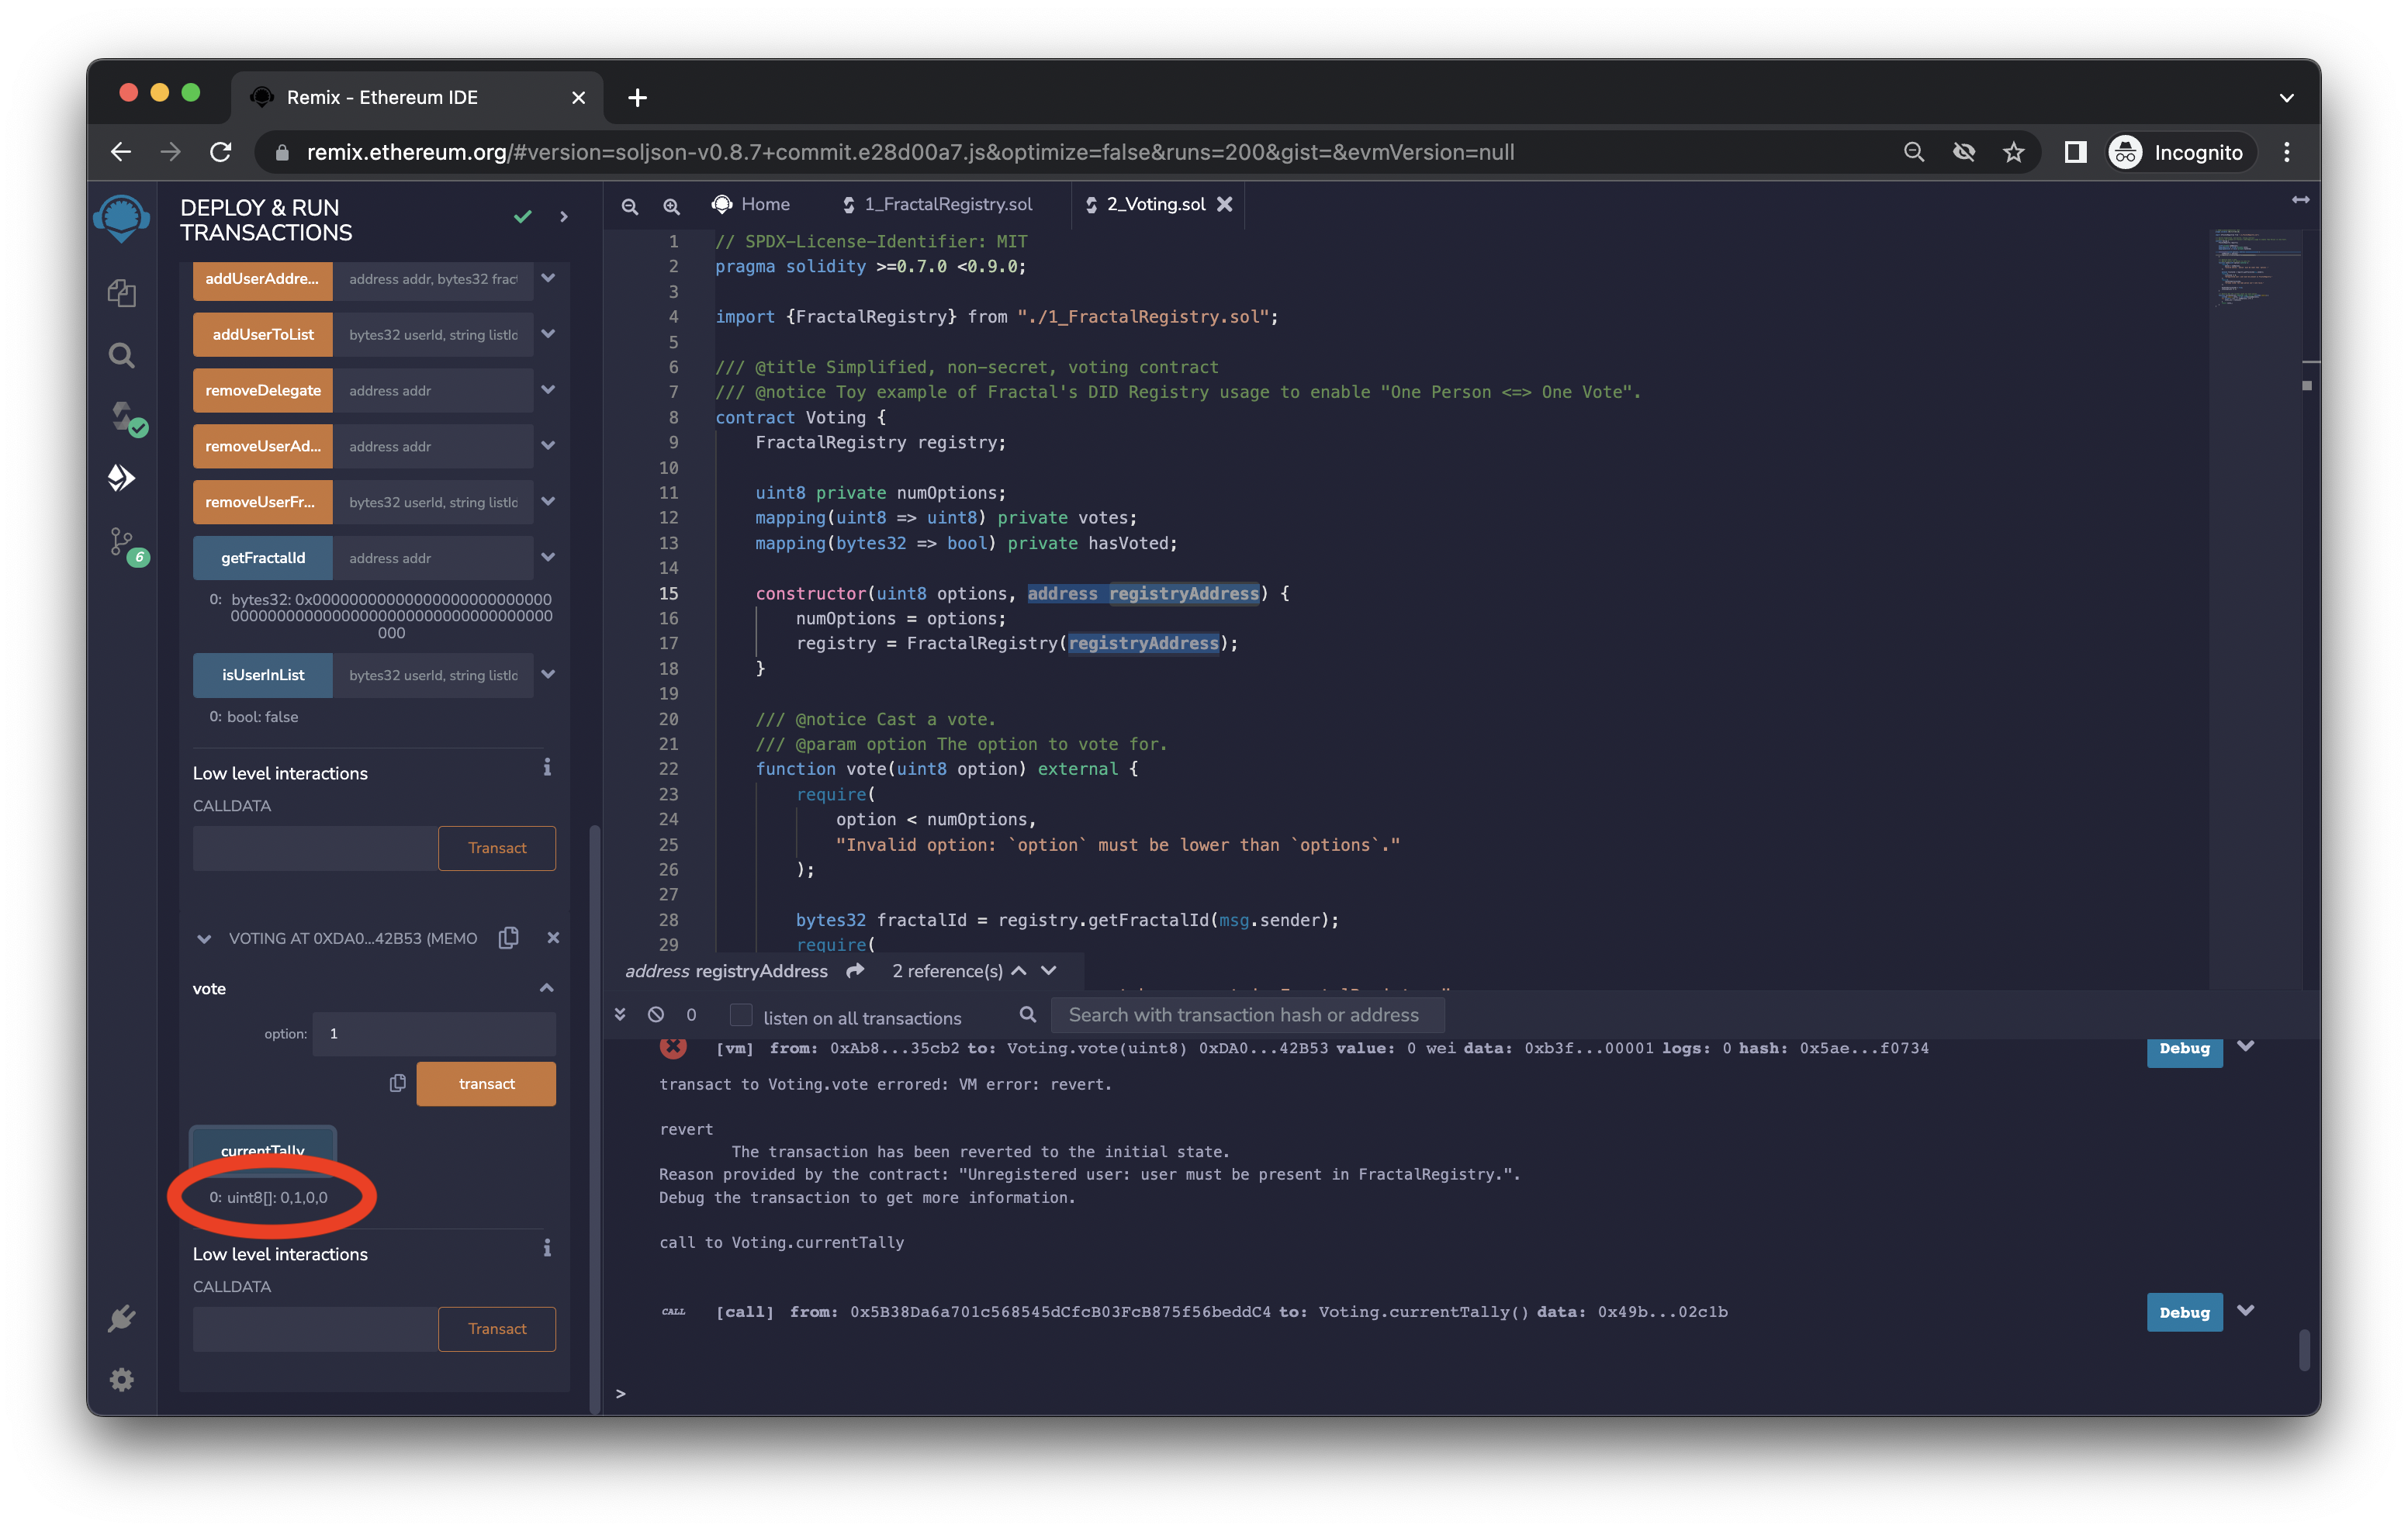 Remix - Ethereum IDE
remix.ethereum.org/#version=soljson-v0.8.7+commit.e28d00a7.js&optimize=false&runs=200&gist=&evmVersion=null
Incognito
DEPLOY & RUN
TRANSACTIONS
addUserAddre...
address addr, bytes32 fract
addUserToList
bytes32 userId, string listIc
removeDelegate
address addr
removeUserAd...
address addr
removeUserFr...
bytes32 userId, string listIc
getFractalId
address addr
6
0: bytes32: 0x00000000000000000000000000
0000000000000000000000000000000000000
000
isUserInList
bytes32 userId, string listIc
0: bool: false
Low level interactions
CALLDATA
Transact
VOTING AT 0XDA0...42B53 (MEMO
vote
option:
1
transact
currentTally
0: uint8[]: 0,1,0,0
Low level interactions
CALLDATA
Transact
Home
1_FractalRegistry.sol
2_Voting.sol
1 // SPDX-License-Identifier: MIT
2 pragma solidity >=0.7.0 <0.9.0;
3
4 import {FractalRegistry} from "./1_FractalRegistry.sol";
5
6 /// @title Simplified, non-secret, voting contract
7 /// @notice Toy example of Fractal's DID Registry usage to enable "One Person <=> One Vote".
8 contract Voting {
9 FractalRegistry registry;
10
11 uint8 private numOptions;
12 mapping(uint8 => uint8) private votes;
13 mapping(bytes32 => bool) private hasVoted;
14
15 constructor(uint8 options, address registryAddress) {
16 numOptions = options;
17 registry = FractalRegistry(registryAddress);
18 }
19
20 /// @notice Cast a vote.
21 /// @param option The option to vote for.
22 function vote(uint8 option) external {
23 require(
24 option < numOptions,
25 "Invalid option: `option` must be lower than `options`."
26 );
27
28 bytes32 fractalId = registry.getFractalId(msg.sender);
29 require(
address registryAddress 2 reference(s)
0 listen on all transactions
Search with transaction hash or address
[vm] from: 0xAb8...35cb2 to: Voting.vote(uint8) 0xDA0...42B53 value: 0 wei data: 0xb3f...00001 logs: 0 hash: 0x5ae...f0734
Debug
transact to Voting.vote errored: VM error: revert.
revert
The transaction has been reverted to the initial state.
Reason provided by the contract: "Unregistered user: user must be present in FractalRegistry.".
Debug the transaction to get more information.
call to Voting.currentTally
CALL [call] from: 0x5B38Da6a701c568545dCfcB03FcB875f56beddC4 to: Voting.currentTally() data: 0x49b...02c1b
Debug
>